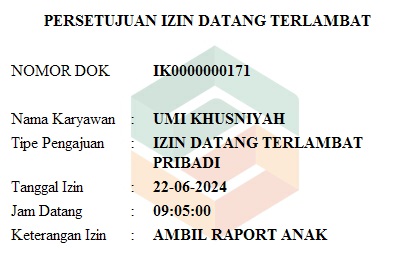 PERSETUJUAN IZIN DATANG TERLAMBAT
NOMOR DOK IK0000000171
Nama Karyawan : UMI KHUSNIYAH
Tipe Pengajuan : IZIN DATANG TERLAMBAT
PRIBADI
Tanggal Izin : 22-06-2024
Jam Datang : 09:05:00
Keterangan Izin : AMBIL RAPORT ANAK